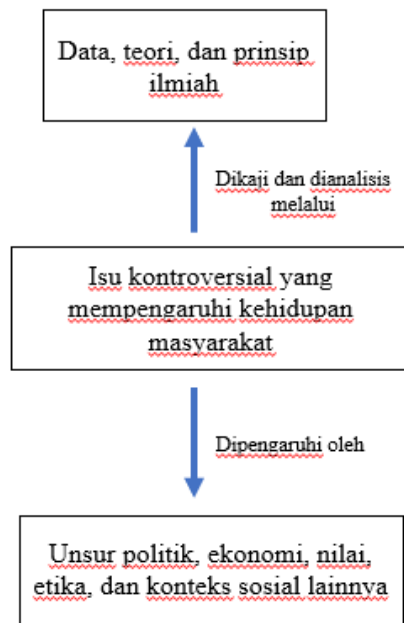 Data, teori, dan prinsip
ilmiah
Dikaji dan dianalisis
melalui
Isu kontroversial yang
mempengaruhi kehidupan
masyarakat
Dipengaruhi oleh
Unsur politik, ekonomi, nilai,
etika, dan konteks sosial lainnya